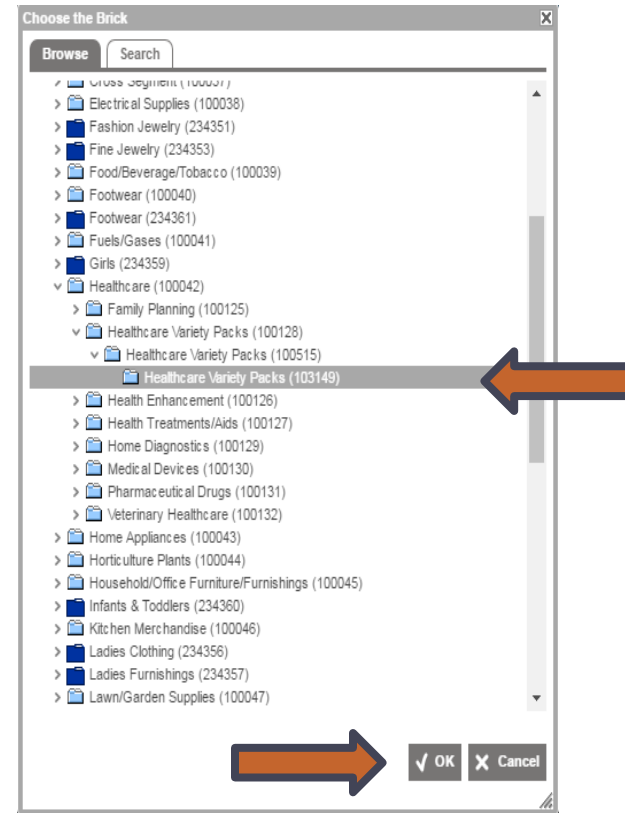 Choose the Brick
Browse Search
Cross Segment (100037)
Electrical Supplies (100038)
Fashion Jewelry (234351)
Fine Jewelry (234353)
Food/Beverage/Tobacco (100039)
Footwear (100040)
Footwear (234361)
Fuels/Gases (100041)
Girls (234359)
Healthcare (100042)
Family Planning (100125)
Healthcare Variety Packs (100128)
Healthcare Variety Packs (100515)
Healthcare Variety Packs (103149)
Health Enhancement (100126)
Health Treatments/Aids (100127)
Home Diagnostics (100129)
Medical Devices (100130)
Pharmaceutical Drugs (100131)
Veterinary Healthcare (100132)
Home Appliances (100043)
Horticulture Plants (100044)
Household/Office Furniture/Furnishings (100045)
Infants & Toddlers (234360)
Kitchen Merchandise (100046)
Ladies Clothing (234356)
Ladies Furnishings (234357)
Lawn/Garden Supplies (100047)
OK Cancel